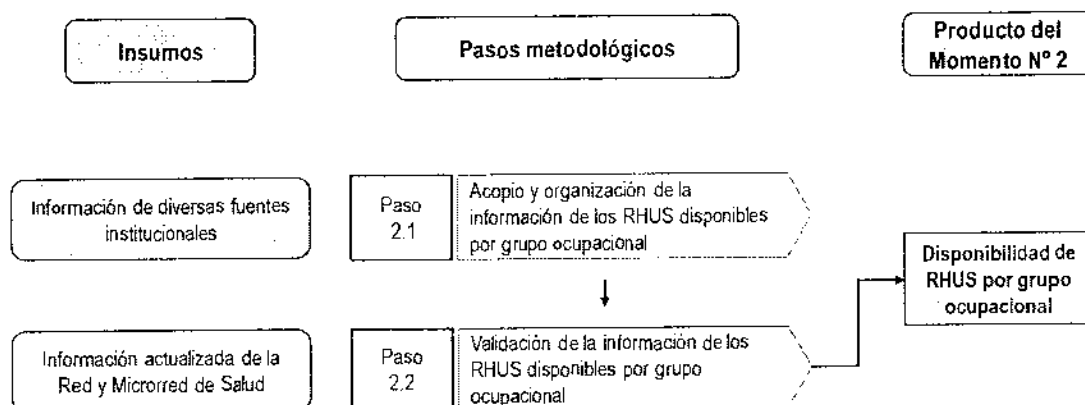 Insumos
Pasos metodológicos
Producto del
Momento Nº 2
Información de diversas fuentes
institucionales
Paso
2.1
Acopio y organización de la
información de los RHUS disponibles
por grupo ocupacional
Disponibilidad de
RHUS por grupo
ocupacional
Información actualizada de la
Red y Microrred de Salud
Paso
2.2
Validación de la información de los
RHUS disponibles por grupo
ocupacional